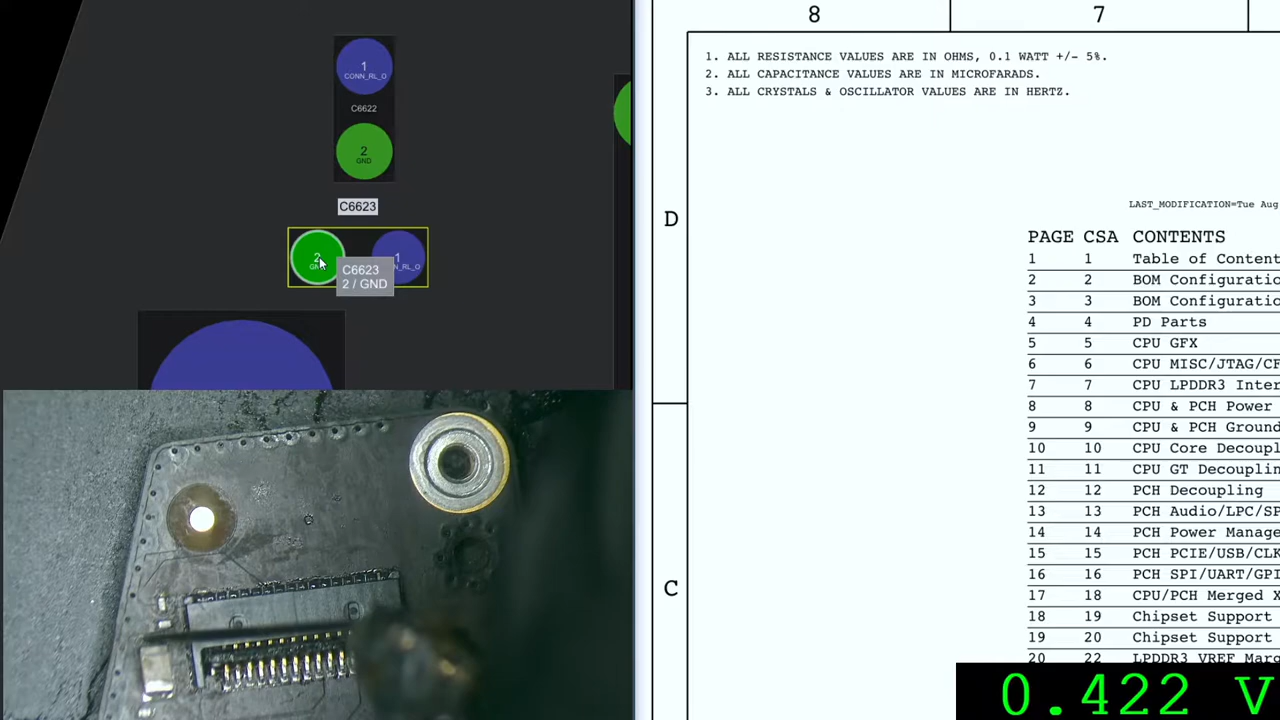 1
CONN_RL_O
C6622
2
GND
C6623
2
1
C6623
2 / GND
8
7
1. ALL RESISTANCE VALUES ARE IN OHMS, 0.1 WATT +/- 5%.
2. ALL CAPACITANCE VALUES ARE IN MICROFARADS.
3. ALL CRYSTALS & OSCILLATOR VALUES ARE IN HERTZ.
D
C
LAST_MODIFICATION=Tue Aug
PAGE CSA CONTENTS
1 1 Table of Content
2 2 BOM Configuratio
3 3 BOM Configuratio
4 4 PD Parts
5 5 CPU GFX
6 6 CPU MISC/JTAG/CF
7 7 CPU LPDDR3 Inter
8 8 CPU & PCH Power
9 9 CPU & PCH Ground
10 10 CPU Core Decoupl
11 11 CPU GT Decouplin
12 12 PCH Decoupling
13 13 PCH Audio/LPC/SP
14 14 PCH Power Manage
15 15 PCH PCIE/USB/CLK
16 16 PCH SPI/UART/GPI
17 18 CPU/PCH Merged X
18 19 Chipset Support
19 20 Chipset Support
20 22 LPDDR3 VREF Marg
0.422 V